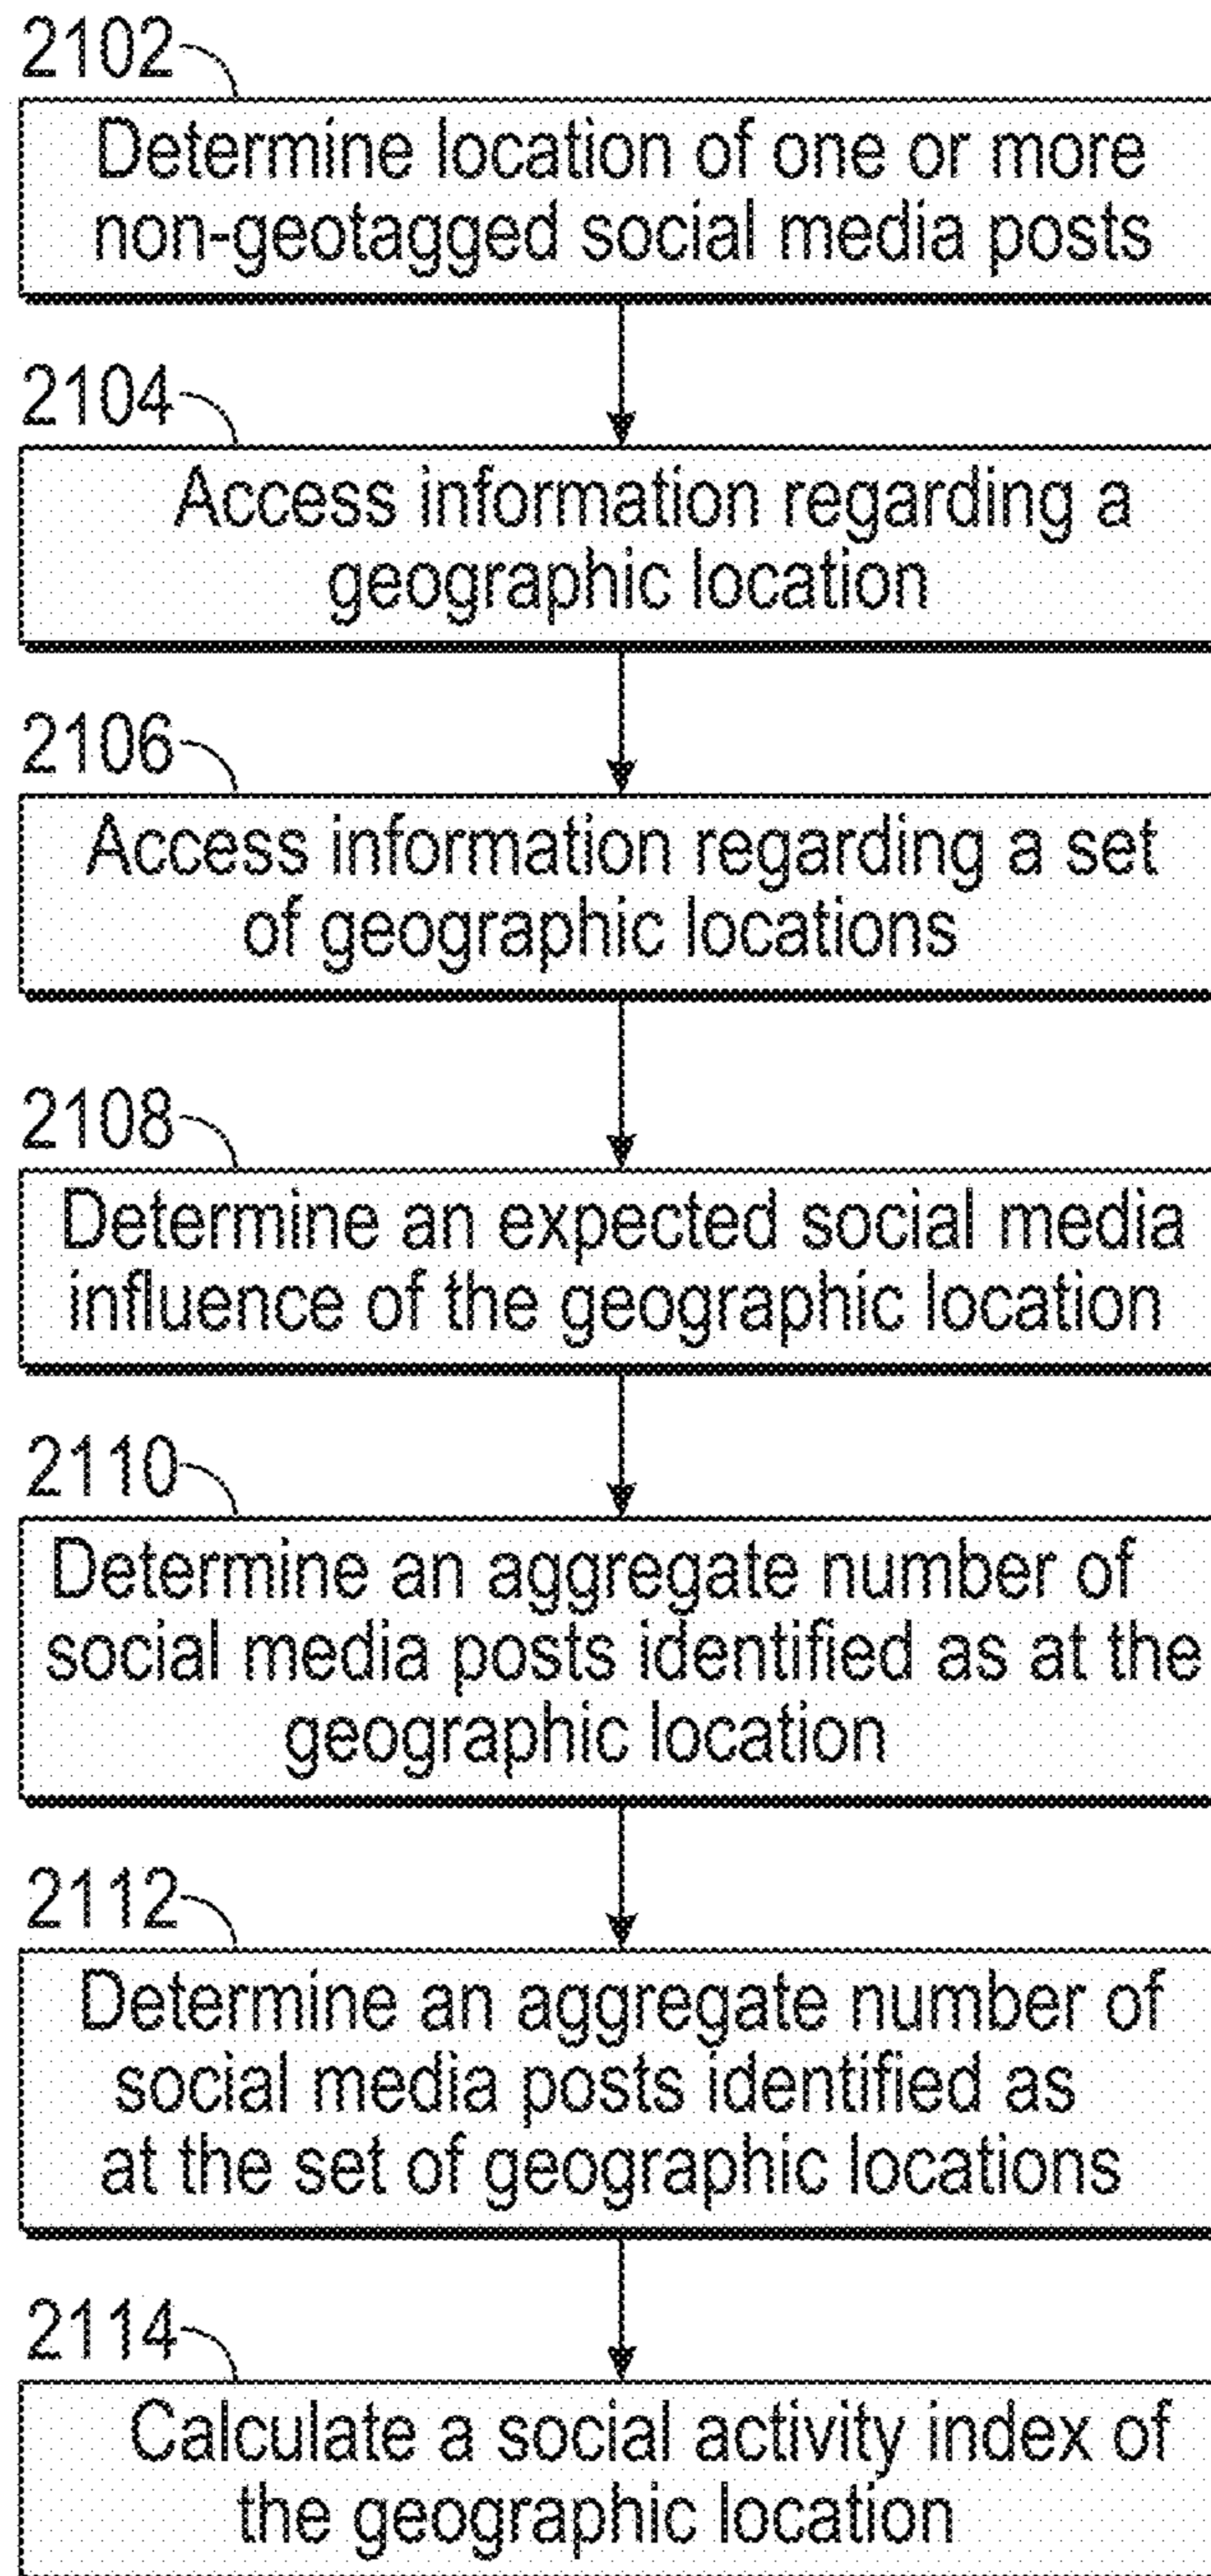 2102
Determine location of one or more
non-geotagged social media posts
2104
Access information regarding a
geographic location
2106
Access information regarding a set
of geographic locations
2108
Determine an expected social media
influence of the geographic location
2110
Determine an aggregate number of
social media posts identified as at the
geographic location
2112
Determine an aggregate number of
social media posts identified as
at the set of geographic locations
2114
Calculate a social activity index of
the geographic location